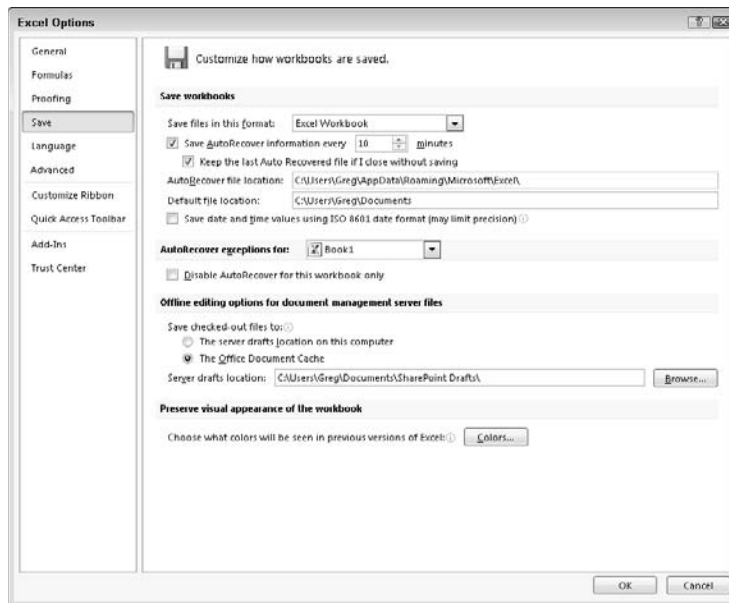 Excel Options
General
Formulas
Proofing
Save
Language
Advanced
Customize Ribbon
Quick Access Toolbar
Add-Ins
Trust Center
Customize how workbooks are saved.
Save workbooks
Save files in this format: Excel Workbook
Save AutoRecover information every 10 minutes
Keep the last Auto Recovered file if I close without saving
AutoRecover file location: C:\Users\Greg\AppData\Roaming\Microsoft\Excel\
Default file location: C:\Users\Greg\Documents
Save date and time values using ISO 8601 date format (may limit precision)
AutoRecover exceptions for: Book1
Disable AutoRecover for this workbook only
Offline editing options for document management server files
Save checked-out files to:
The server drafts location on this computer
The Office Document Cache
Server drafts location: C:\Users\Greg\Documents\SharePoint Drafts\ Browse...
Preserve visual appearance of the workbook
Choose what colors will be seen in previous versions of Excel: Colors...
OK Cancel